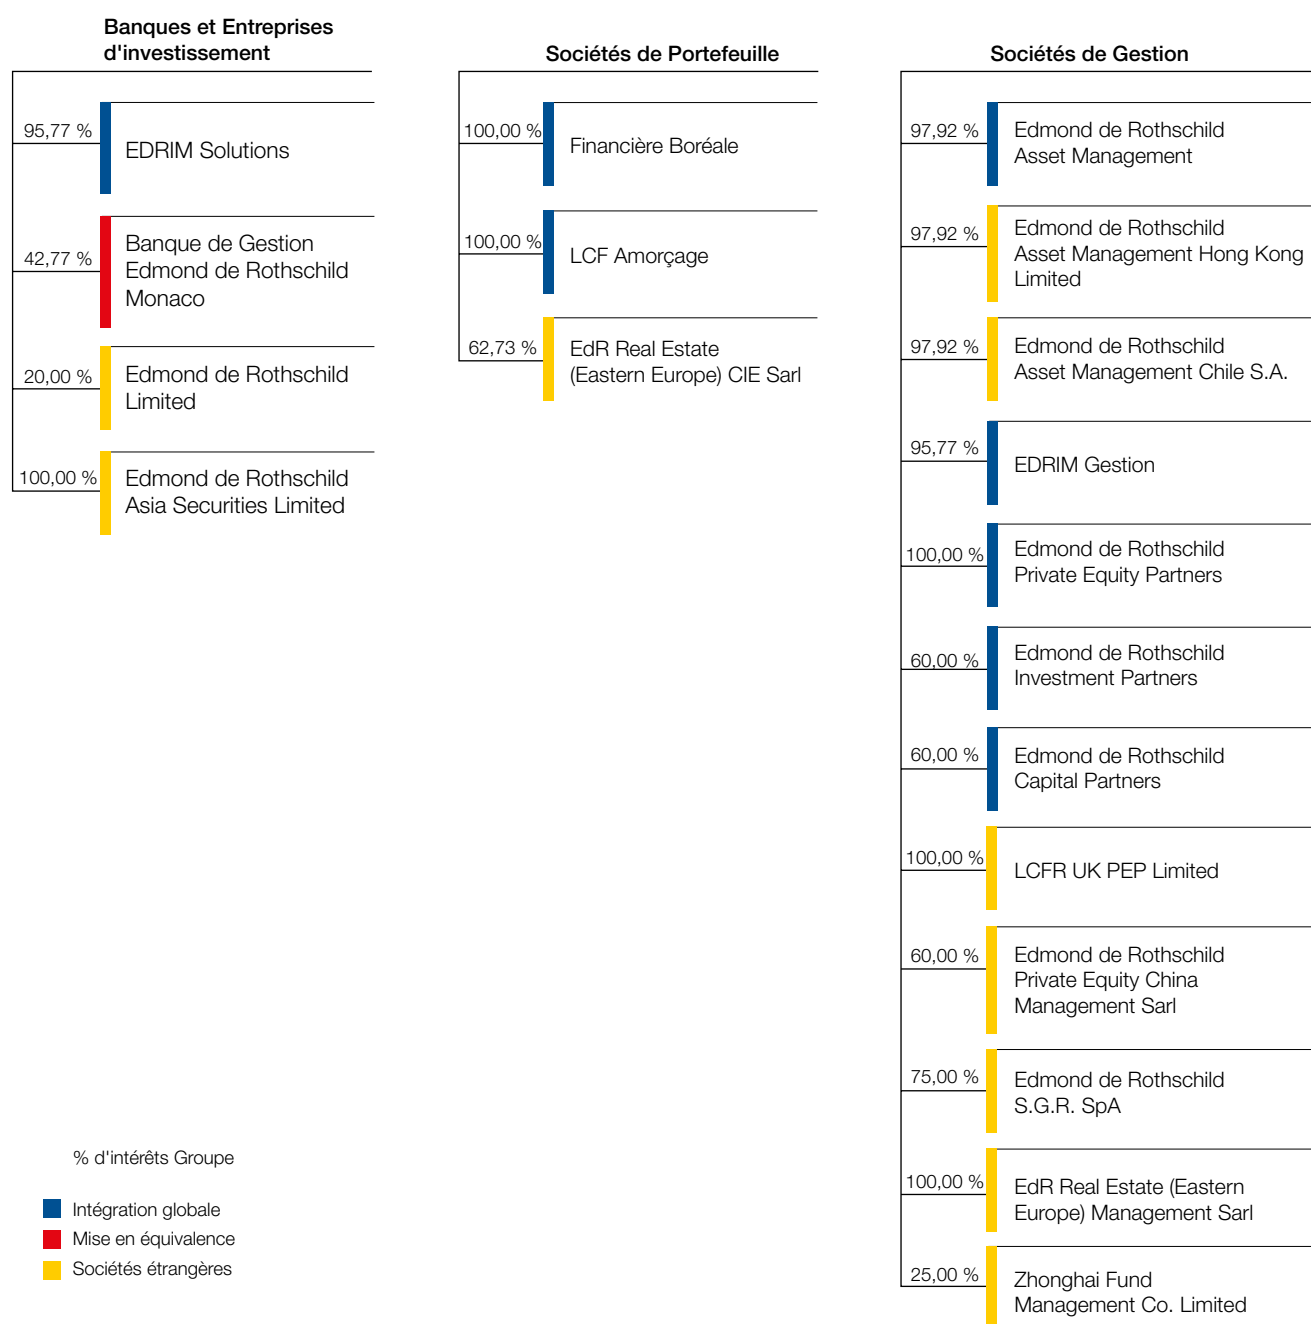 Banques et Entreprises
d'investissement
95,77 %
EDRIM Solutions
42,77 %
Banque de Gestion
Edmond de Rothschild
Monaco
20,00 %
Edmond de Rothschild
Limited
100,00 %
Edmond de Rothschild
Asia Securities Limited
Sociétés de Portefeuille
100,00 %
Financière Boréale
100,00 %
LCF Amorçage
62,73 %
EdR Real Estate
(Eastern Europe) CIE Sarl
Sociétés de Gestion
97,92 %
Edmond de Rothschild
Asset Management
97,92 %
Edmond de Rothschild
Asset Management Hong Kong
Limited
97,92 %
Edmond de Rothschild
Asset Management Chile S.A.
95,77 %
EDRIM Gestion
100,00 %
Edmond de Rothschild
Private Equity Partners
60,00 %
Edmond de Rothschild
Investment Partners
60,00 %
Edmond de Rothschild
Capital Partners
100,00 %
LCFR UK PEP Limited
60,00 %
Edmond de Rothschild
Private Equity China
Management Sarl
75,00 %
Edmond de Rothschild
S.G.R. SpA
100,00 %
EdR Real Estate (Eastern
Europe) Management Sarl
25,00 %
Zhonghai Fund
Management Co. Limited
% d'intérêts Groupe
Intégration globale
Mise en équivalence
Sociétés étrangères